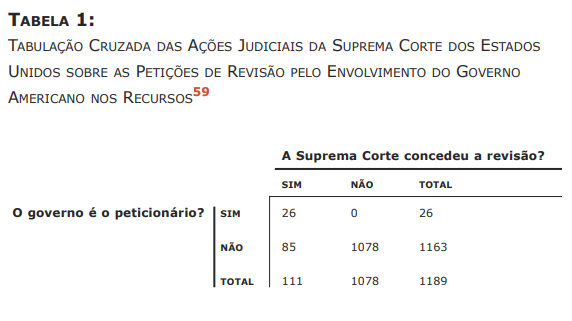 TABELA 1:
TABULAÇÃO CRUZADA DAS AÇÕES JUDICIAIS DA SUPREMA CORTE DOS ESTADOS
UNIDOS SOBRE AS PETIÇÕES DE REVISÃO PELO ENVOLVIMENTO DO GOVERNO
AMERICANO NOS RECURSOS59
A Suprema Corte concedeu a revisão?
SIM NÃO TOTAL
O governo é o peticionário? SIM 26 0 26
NÃO 85 1078 1163
TOTAL 111 1078 1189